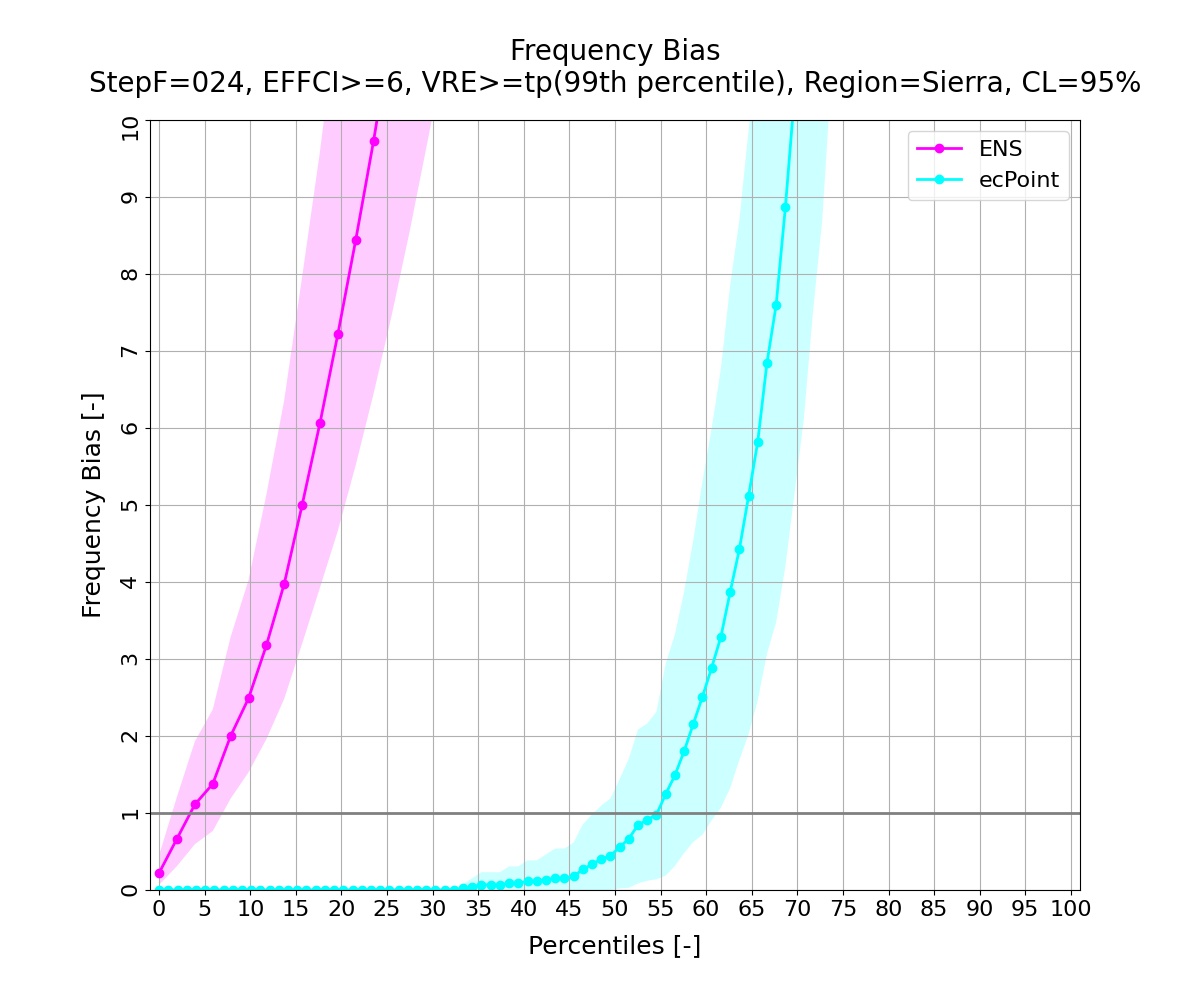 Frequency Bias
StepF=024, EFFCI>=6, VRE>=tp(99th percentile), Region=Sierra, CL=95%
ENS
ecPoint
Frequency Bias [-]
10
9
8
7
6
5
4
3
2
1
0
0 5 10 15 20 25 30 35 40 45 50 55 60 65 70 75 80 85 90 95 100
Percentiles [-]